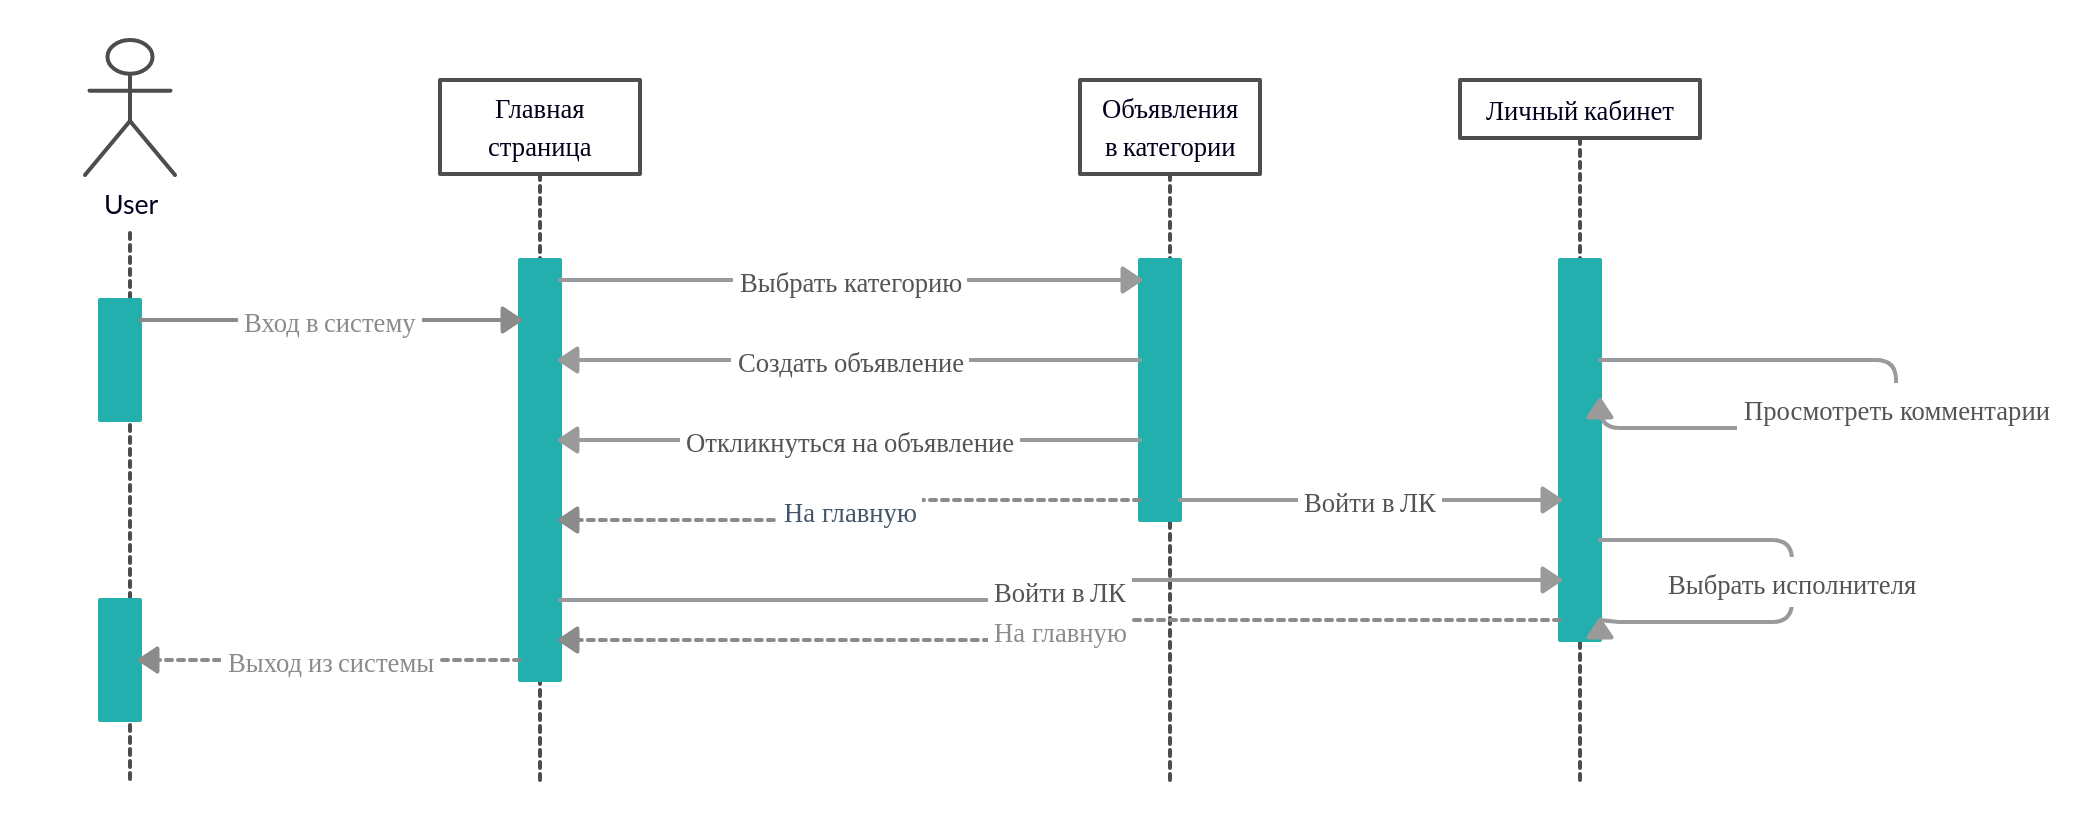 Главная
страница
Объявления
в категории
Личный кабинет
User
Выбрать категорию
Вход в систему
Создать объявление
Просмотреть комментарии
Откликнуться на объявление
Войти в ЛК
На главную
Выбрать исполнителя
Войти в ЛК
На главную
Выход из системы